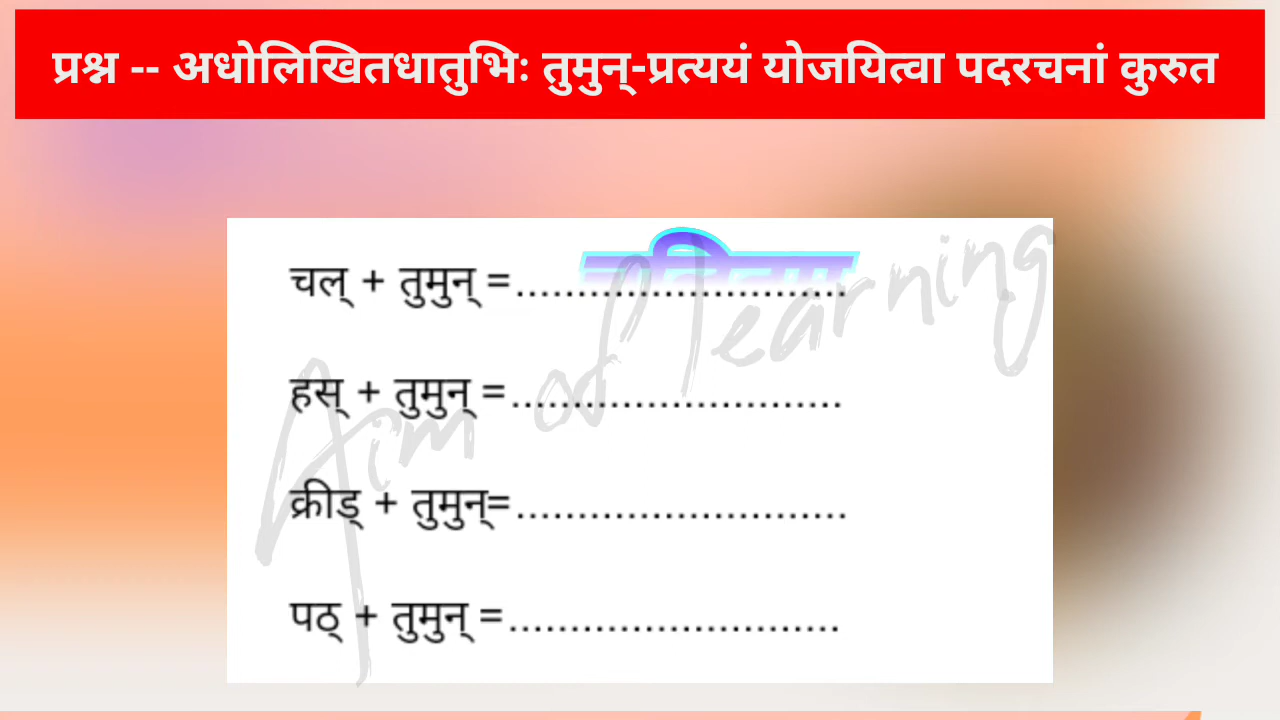 प्रश्न -- अधोलिखितधातुभिः तुमुन्-प्रत्ययं योजयित्वा पदरचनां कुरुत
चल् + तुमुन् =...........................
हस् + तुमुन् =...........................
क्रीड् + तुमुन्=...........................
पठ् + तुमुन् =...........................
Aim of learning